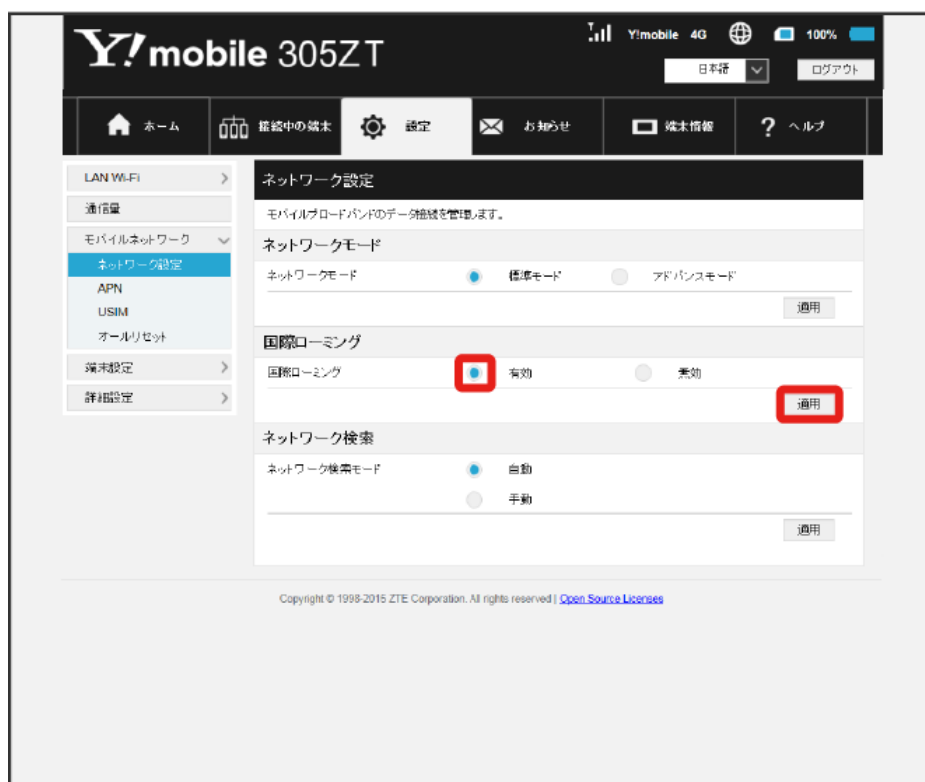 Y!mobile 305ZT
Y!mobile 4G 100%
日本語 ログアウト
ホーム 接続中の端末 設定 お知らせ 端末情報 ? ヘルプ
LAN Wi-Fi
通信量
モバイルネットワーク
ネットワーク設定
APN
USIM
オールリセット
端末設定
詳細設定
ネットワーク設定
モバイルブロードバンドのデータ接続を管理します。
ネットワークモード
ネットワークモード 標準モード アドバンスモード
適用
国際ローミング
国際ローミング 有効 無効
適用
ネットワーク検索
ネットワーク検索モード 自動
手動
適用
Copyright © 1998-2015 ZTE Corporation. All rights reserved | Open Source Licenses